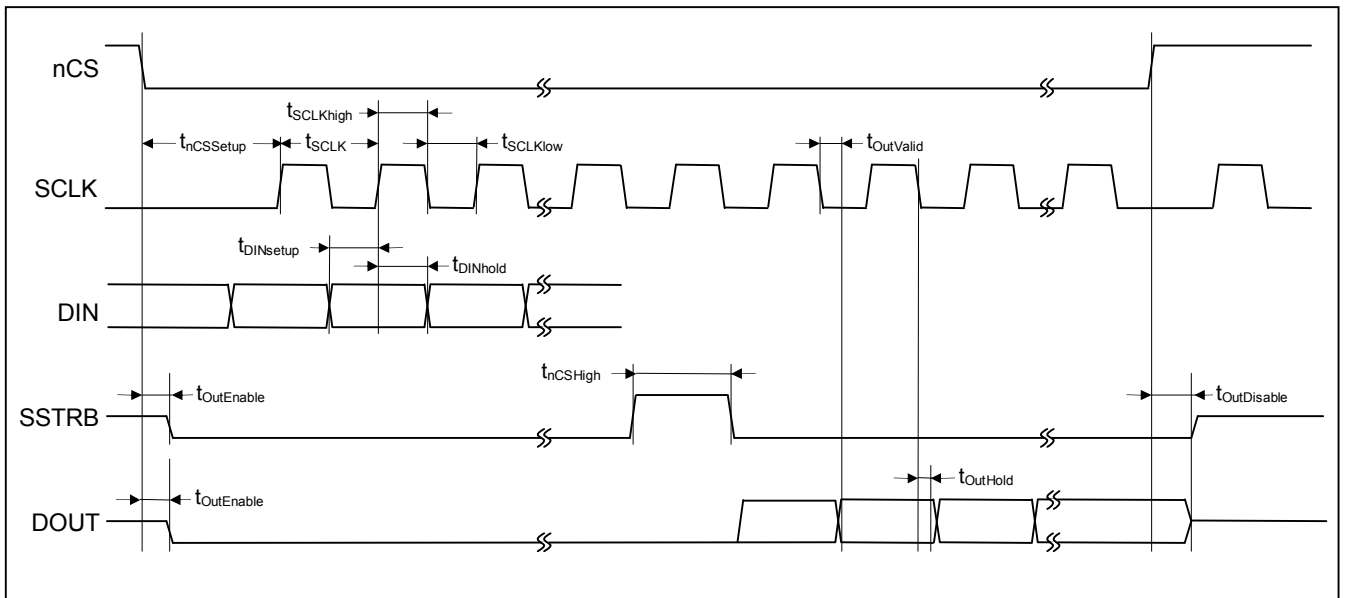 nCS
tSCLKhigh
tnCSSetup
tSCLK
tSCLKlow
tOutValid
SCLK
tDINsetup
tDINhold
DIN
tnCSHigh
tOutEnable
tOutDisable
SSTRB
tOutEnable
tOutHold
DOUT